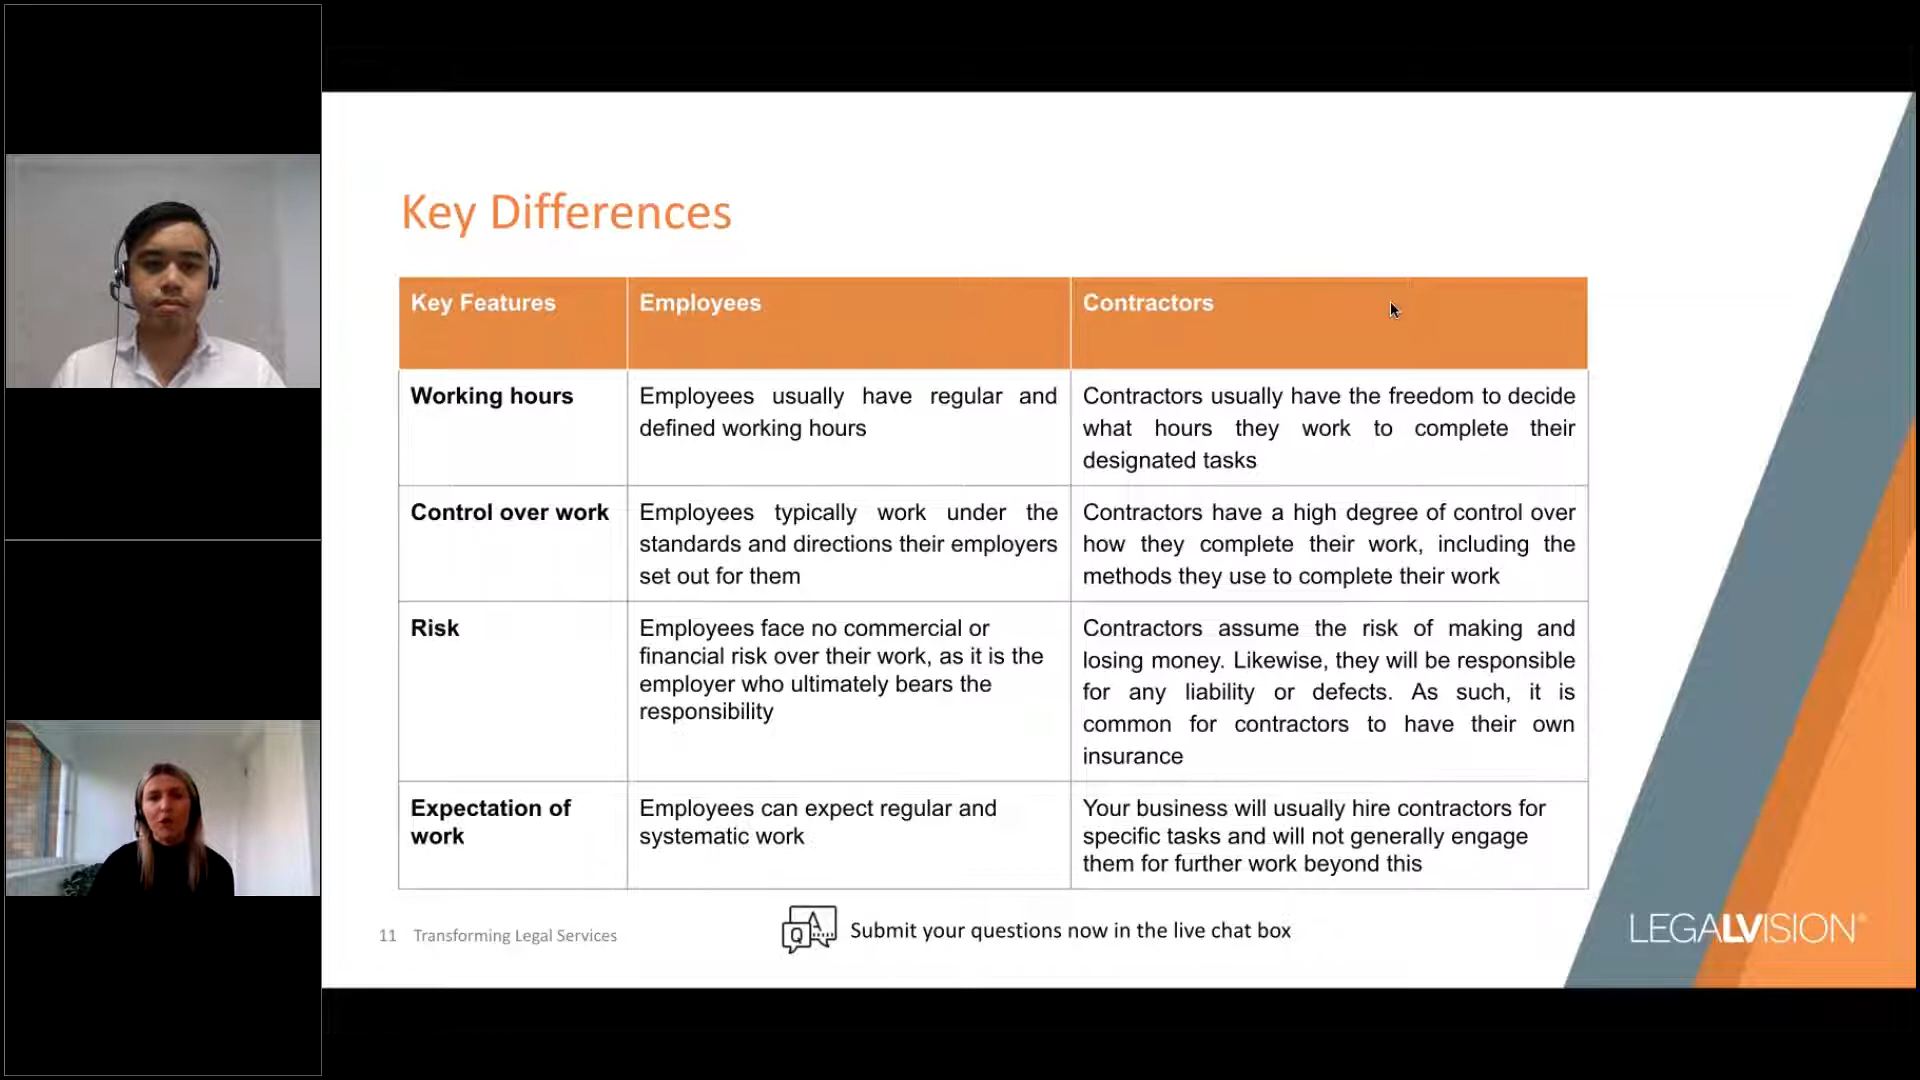 Key Differences
Key Features
Employees
Contractors
Working hours
Employees usually have regular and
defined working hours
Contractors usually have the freedom to decide
what hours they work to complete their
designated tasks
Control over work
Employees typically work under the
standards and directions their employers
set out for them
Contractors have a high degree of control over
how they complete their work, including the
methods they use to complete their work
Risk
Employees face no commercial or
financial risk over their work, as it is the
employer who ultimately bears the
responsibility
Contractors assume the risk of making and
losing money. Likewise, they will be responsible
for any liability or defects. As such, it is
common for contractors to have their own
insurance
Expectation of
work
Employees can expect regular and
systematic work
Your business will usually hire contractors for
specific tasks and will not generally engage
them for further work beyond this
11 Transforming Legal Services
Q A
Submit your questions now in the live chat box
LEGALVISION®